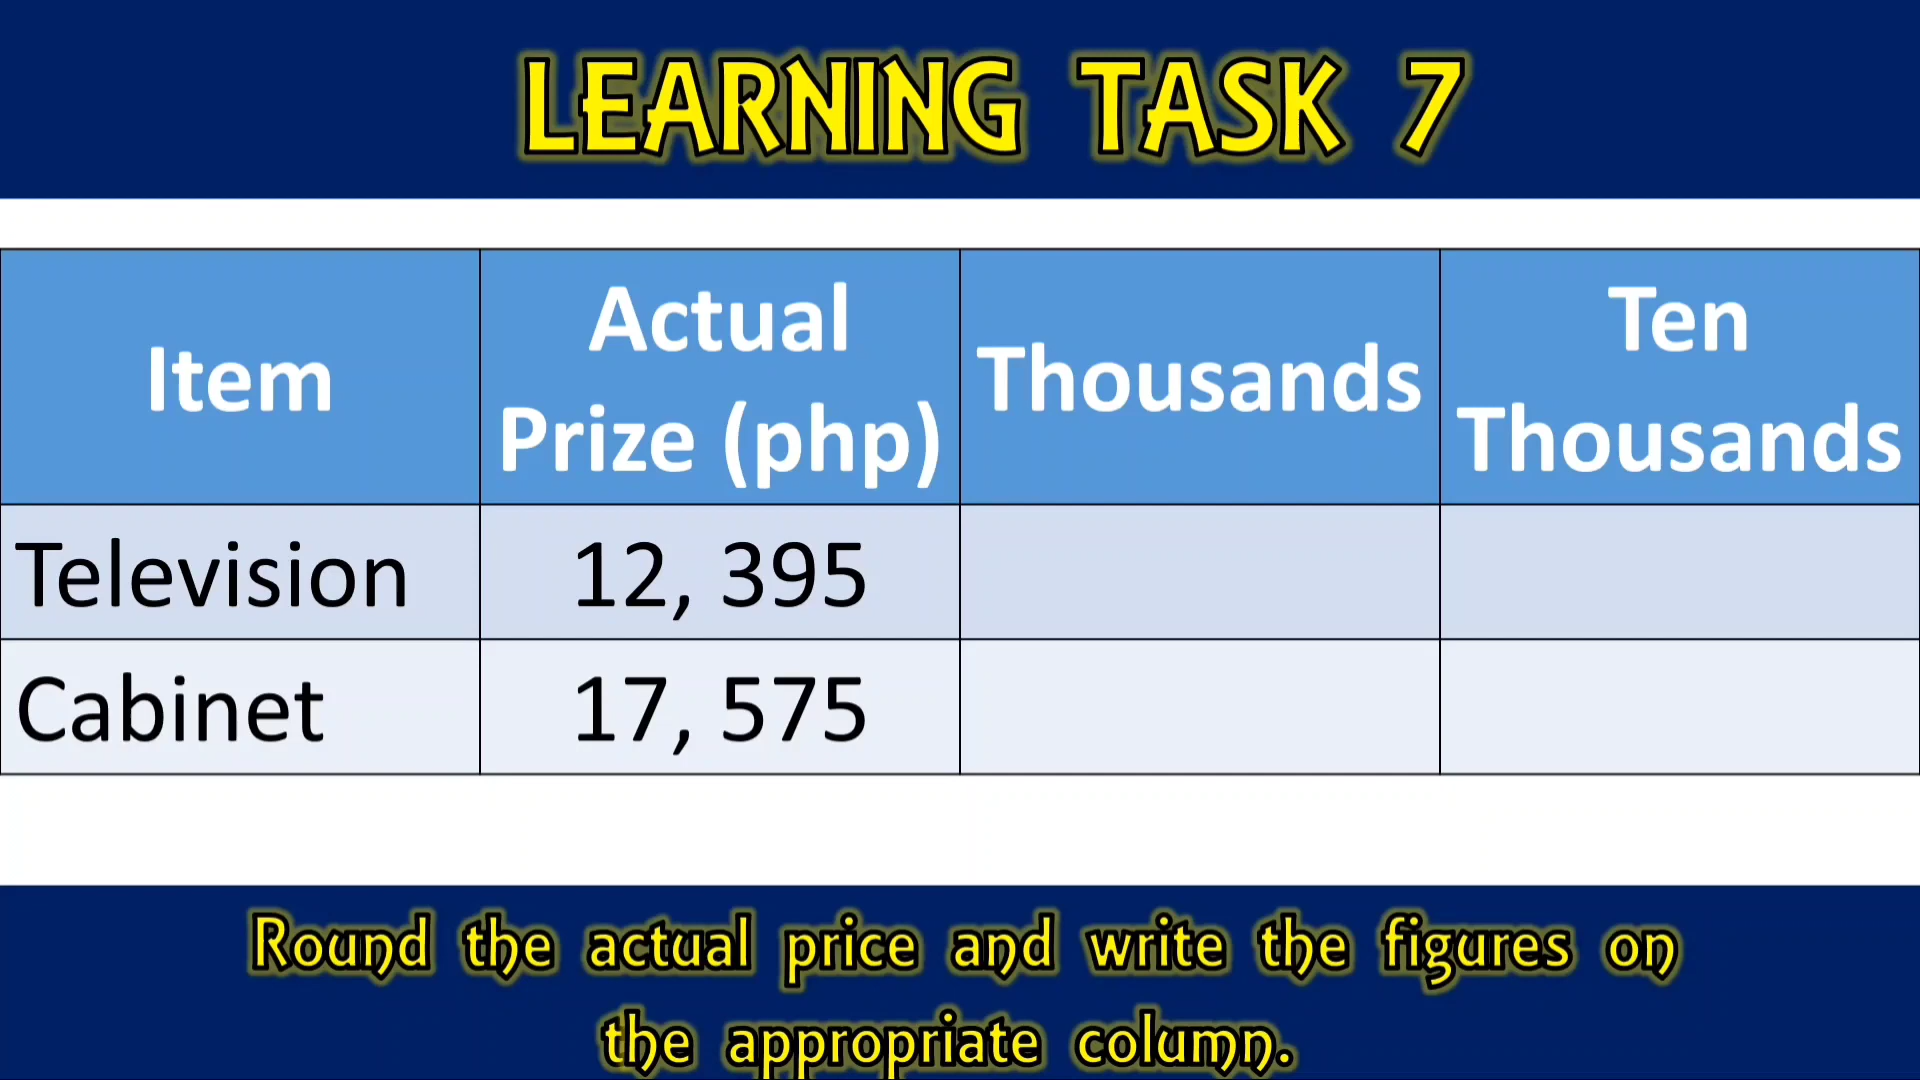 LEARNING TASK 7
Item
Actual
Prize (php)
Thousands
Ten
Thousands
Television
12, 395
Cabinet
17, 575
Round the actual price and write the figures on
the appropriate column.